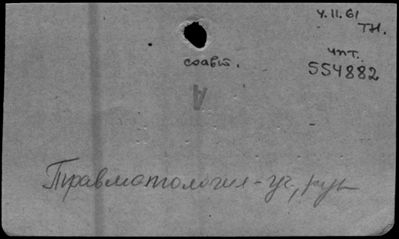 4.11.61
ТН.
соавт.
чит.
554882
А
Травматология - уч, рук